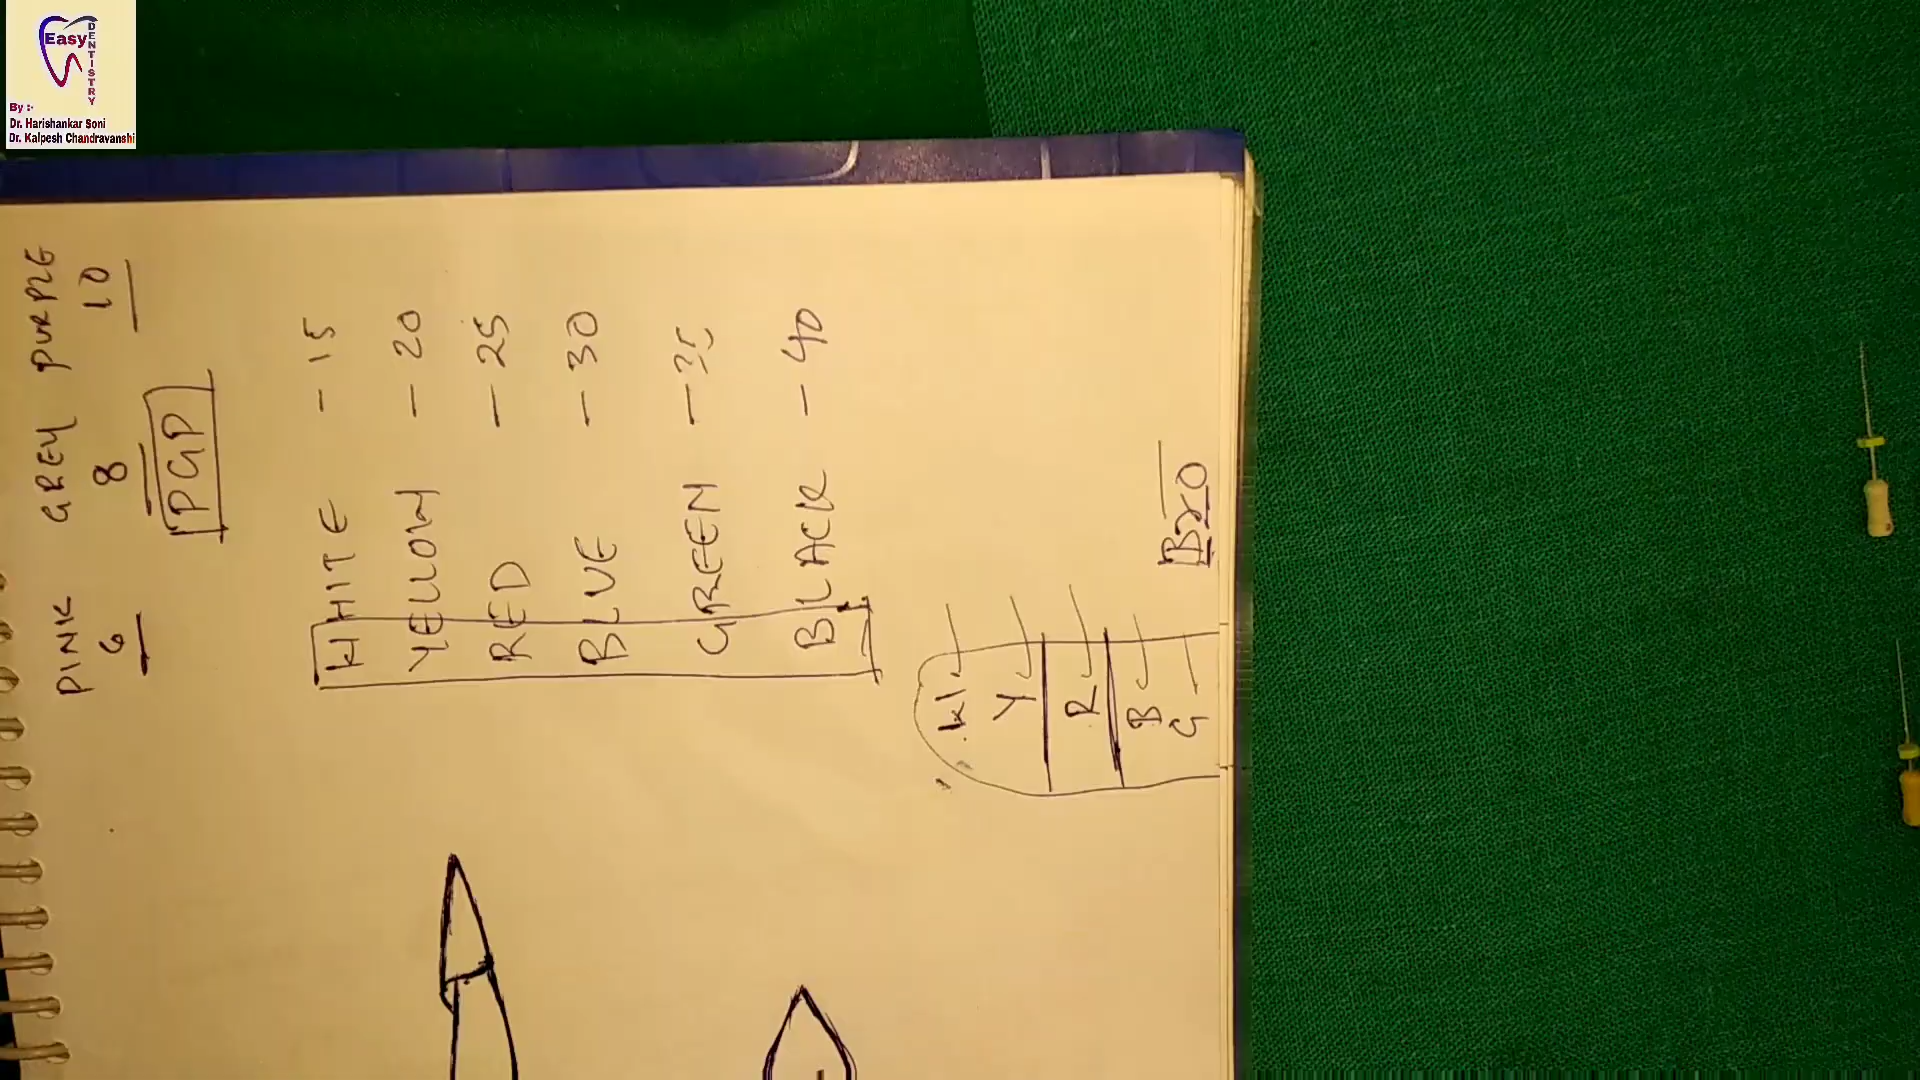 Easy
DENTISTRY
By :-
Dr. Harishankar Soni
Dr. Kalpesh Chandravanshi
PINK GREY PURPLE
6 8 10
PGP
WHITE - 15
YELLOW - 20
RED - 25
BLUE - 30
GREEN - 35
BLACK - 40
W
Y
R
B
G